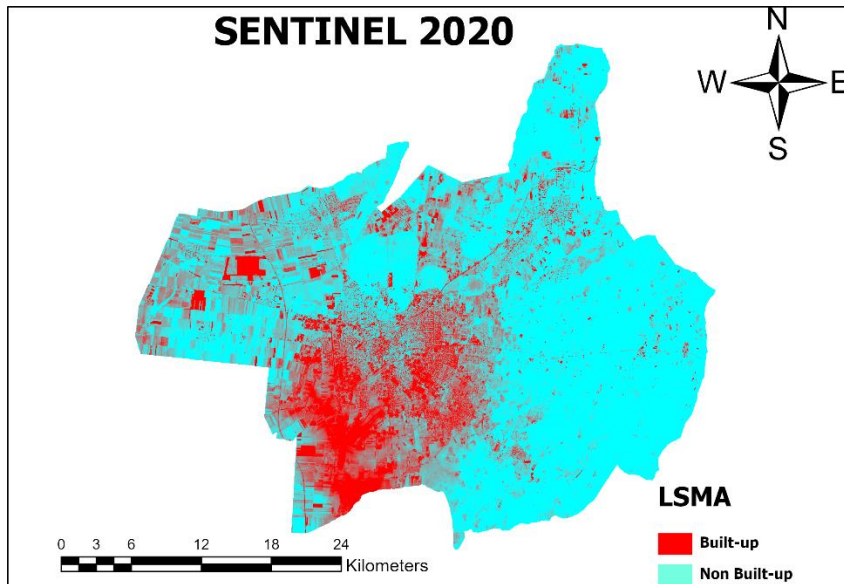 SENTINEL 2020
N
W E
S
LSMA
Built-up
Non Built-up
0 3 6 12 18 24
Kilometers